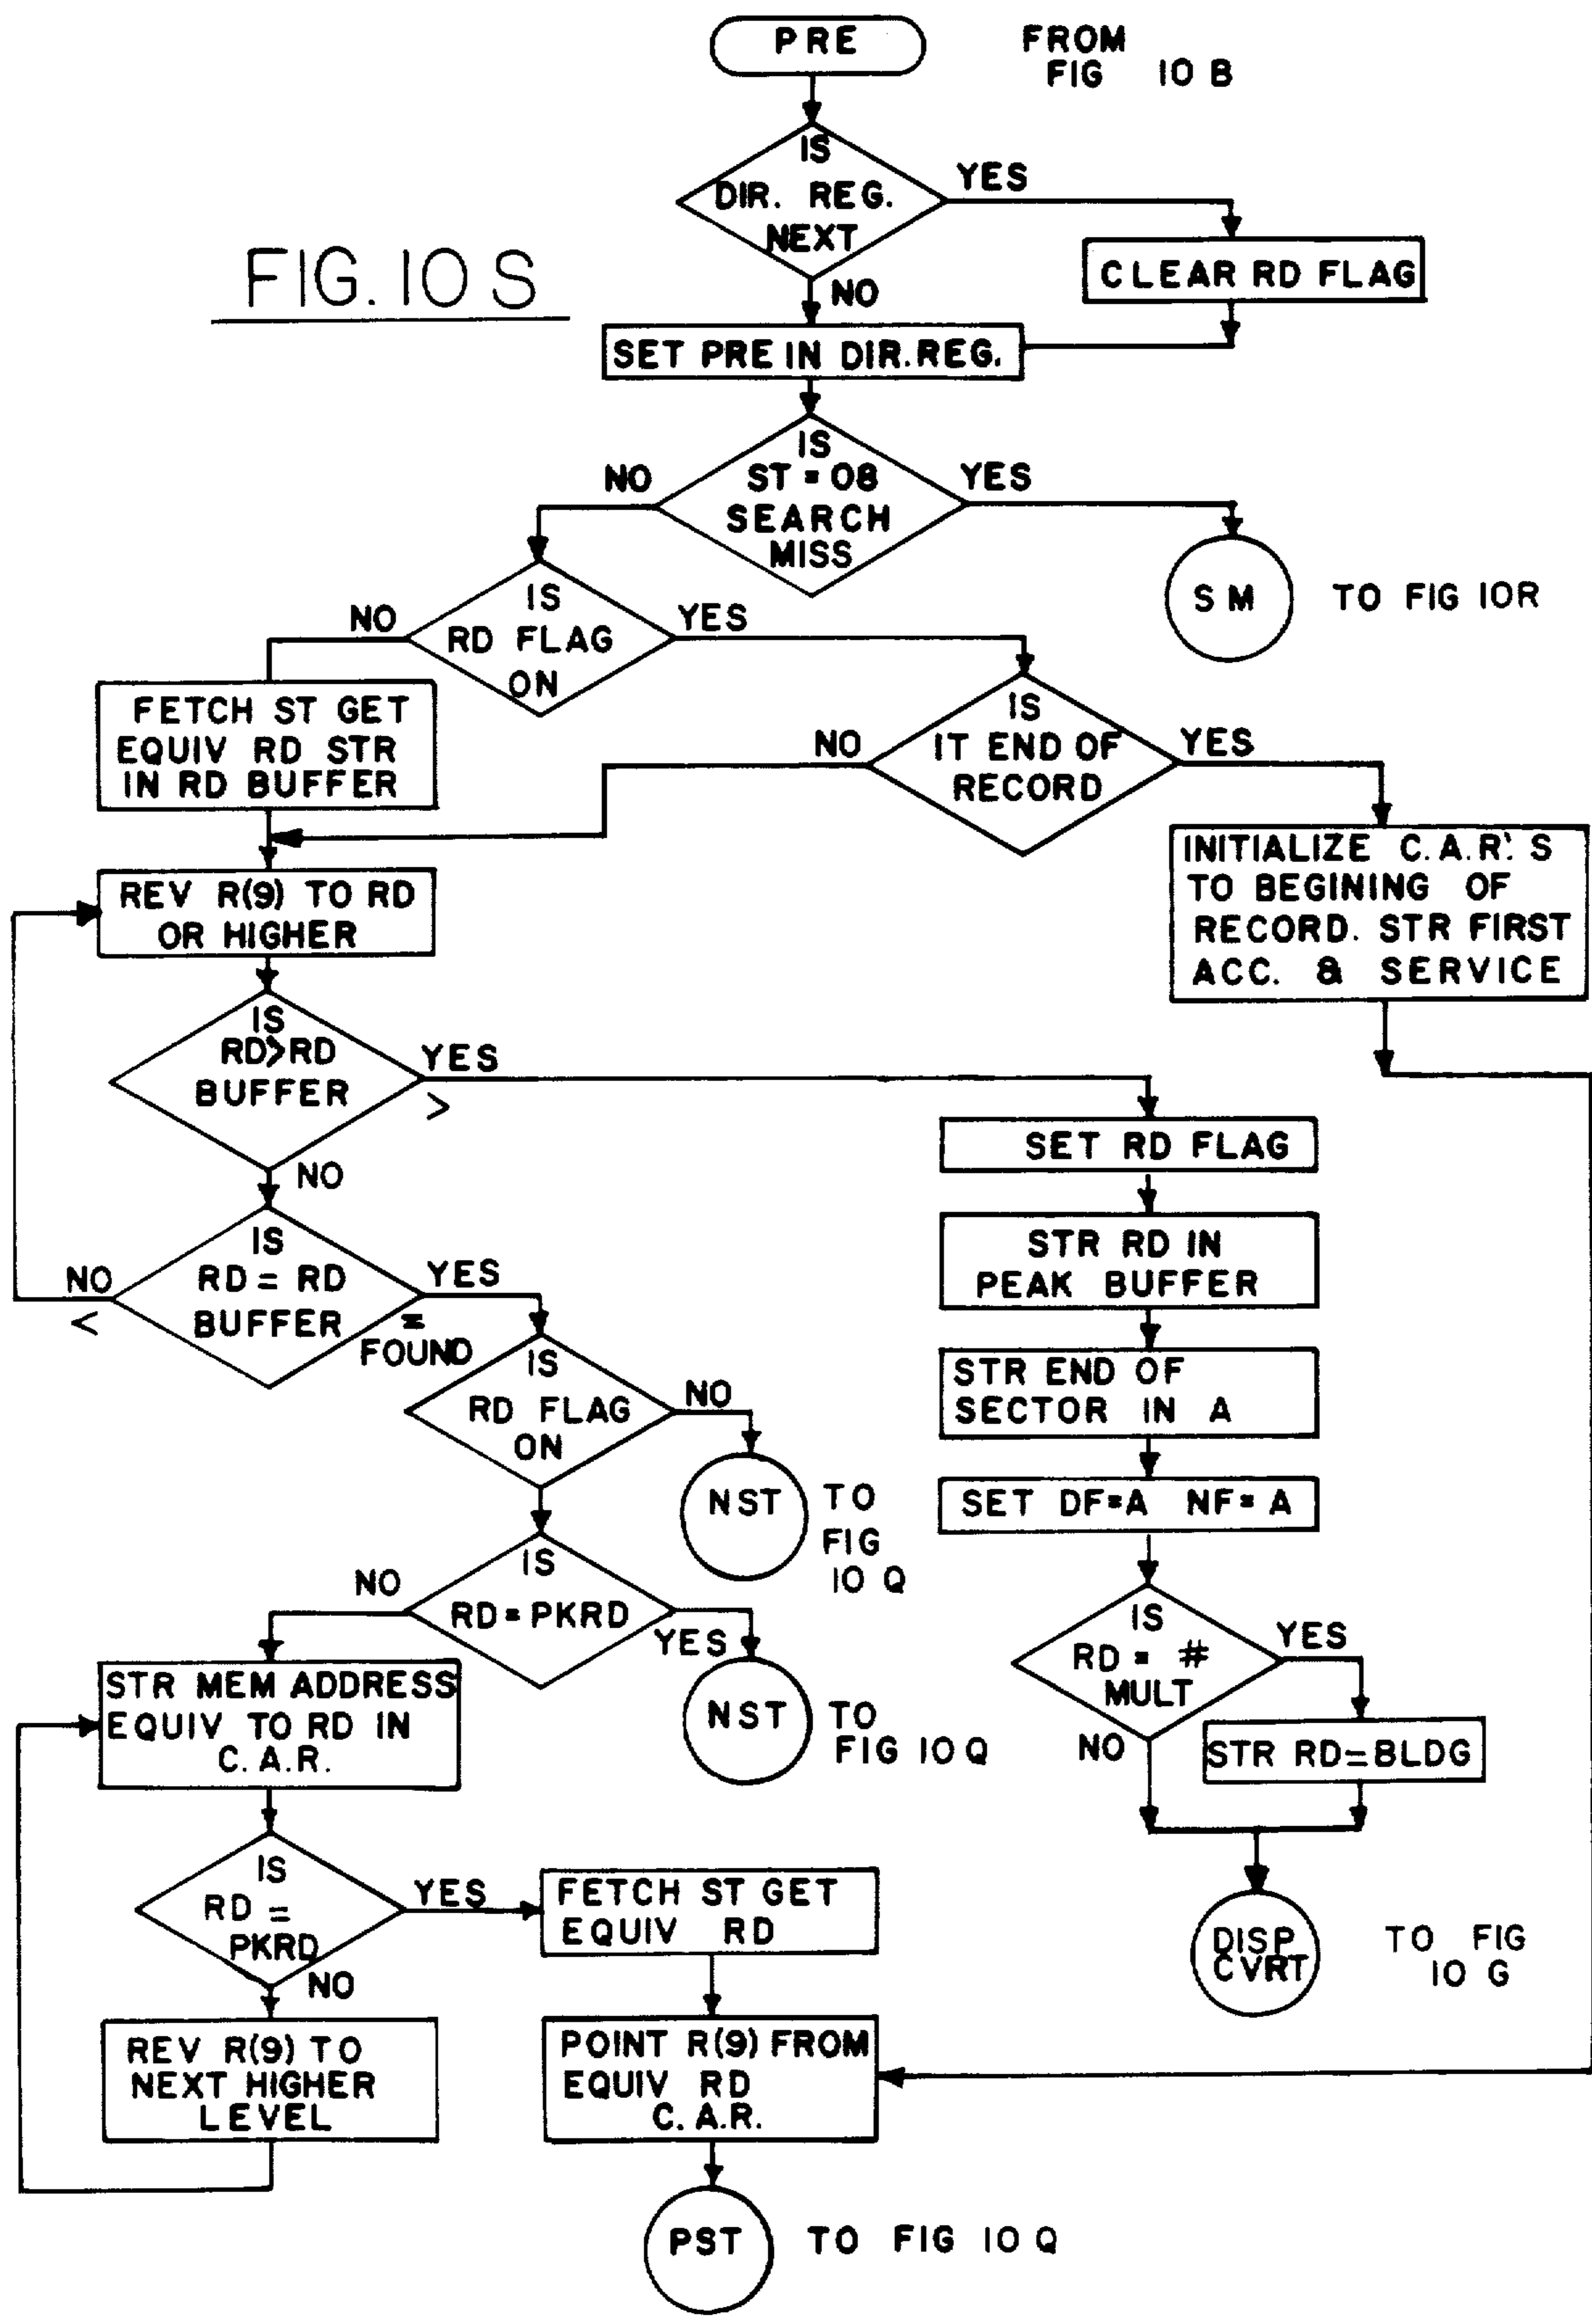 PRE
FROM
FIG 10 B
IS
DIR. REG.
NEXT
YES
CLEAR RD FLAG
FIG. 10 S
NO
SET PRE IN DIR.REG.
IS
ST = 08
SEARCH
MISS
NO
YES
SM
TO FIG 10R
IS
RD FLAG
ON
NO
YES
FETCH ST GET
EQUIV RD STR
IN RD BUFFER
IS
IT END OF
RECORD
NO
YES
INITIALIZE C.A.R'.S
TO BEGINING OF
RECORD. STR FIRST
ACC. & SERVICE
REV R(9) TO RD
OR HIGHER
IS
RD>RD
BUFFER
YES
>
NO
SET RD FLAG
STR RD IN
PEAK BUFFER
STR END OF
SECTOR IN A
SET DF=A NF=A
IS
RD = RD
BUFFER
NO
<
YES
=
FOUND
IS
RD FLAG
ON
NO
NST
TO
FIG
10 Q
IS
RD = PKRD
NO
YES
NST
TO
FIG 10 Q
IS
RD = #
MULT
YES
NO
STR RD=BLDG
DISP
CVRT
TO FIG
10 G
STR MEM ADDRESS
EQUIV TO RD IN
C.A.R.
IS
RD =
PKRD
YES
NO
FETCH ST GET
EQUIV RD
REV R(9) TO
NEXT HIGHER
LEVEL
POINT R(9) FROM
EQUIV RD
C.A.R.
PST
TO FIG 10 Q